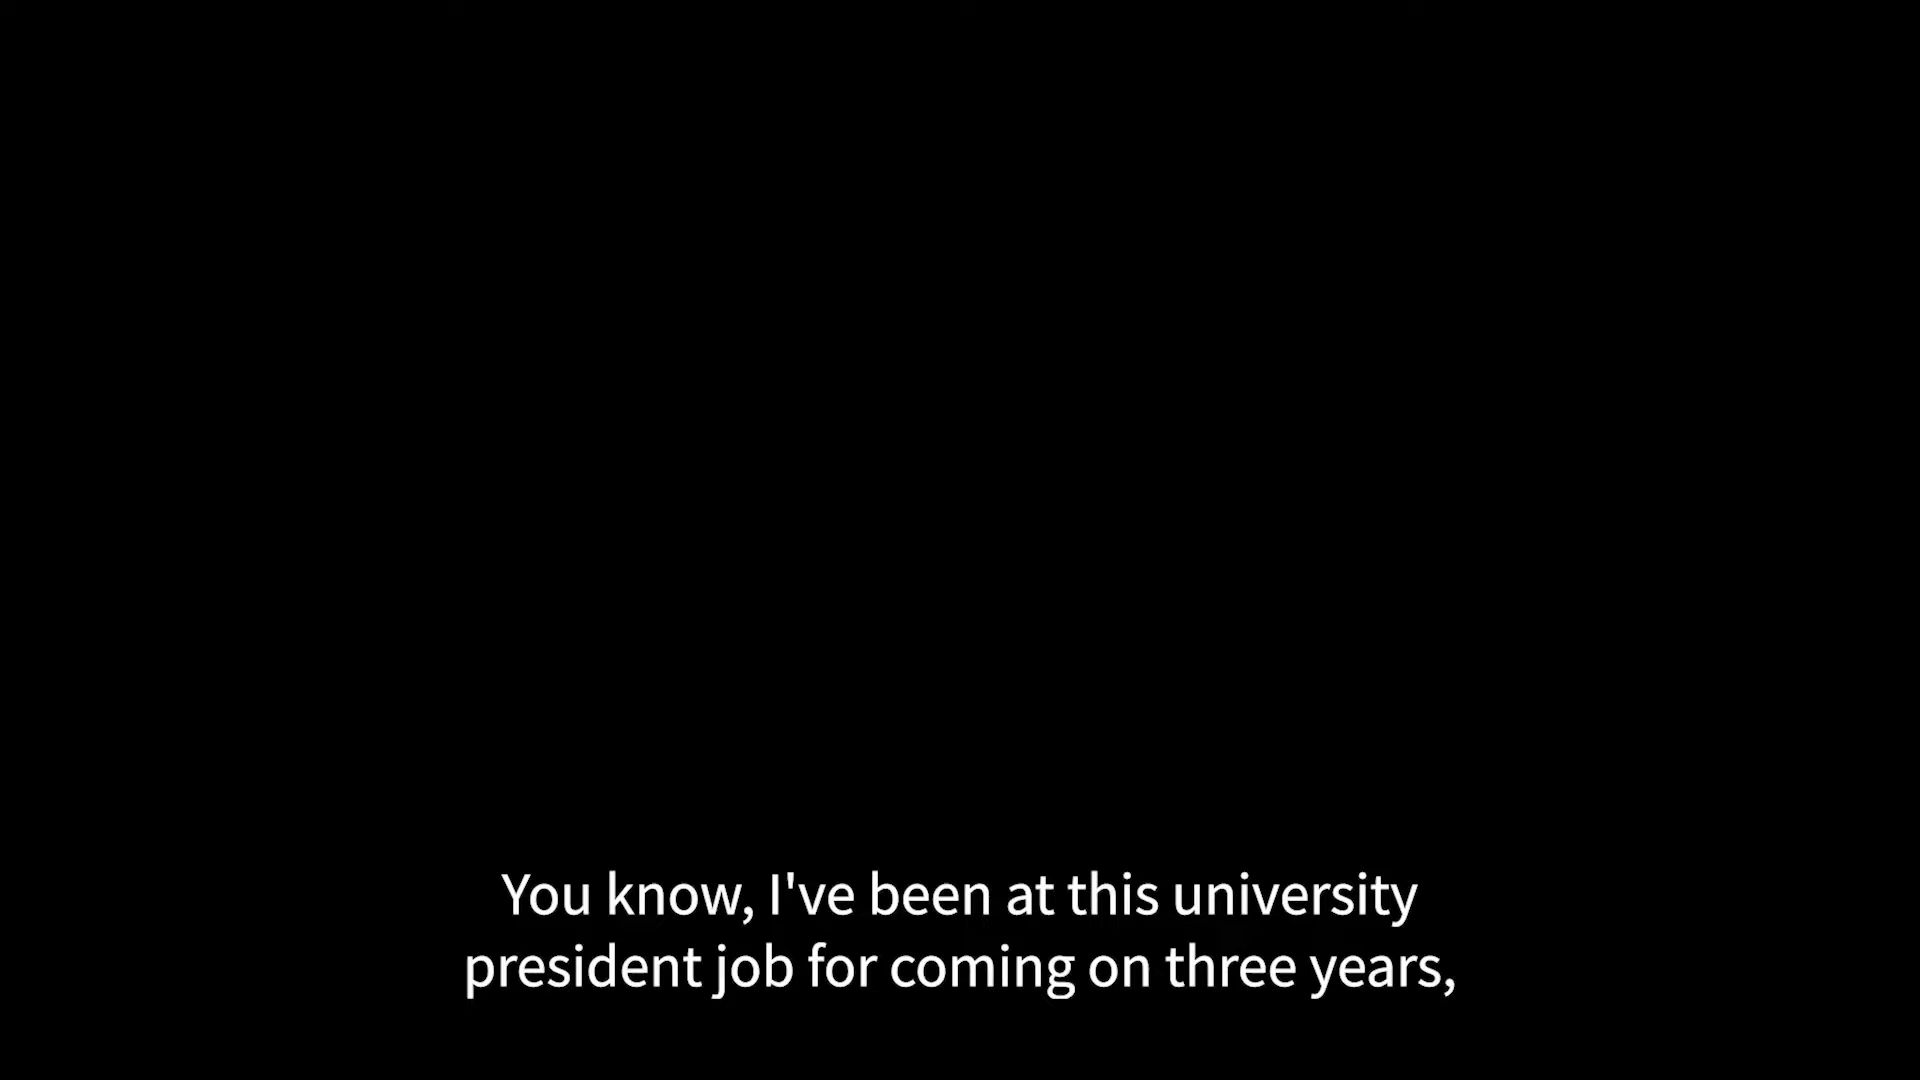 You know, I've been at this university
president job for coming on three years,